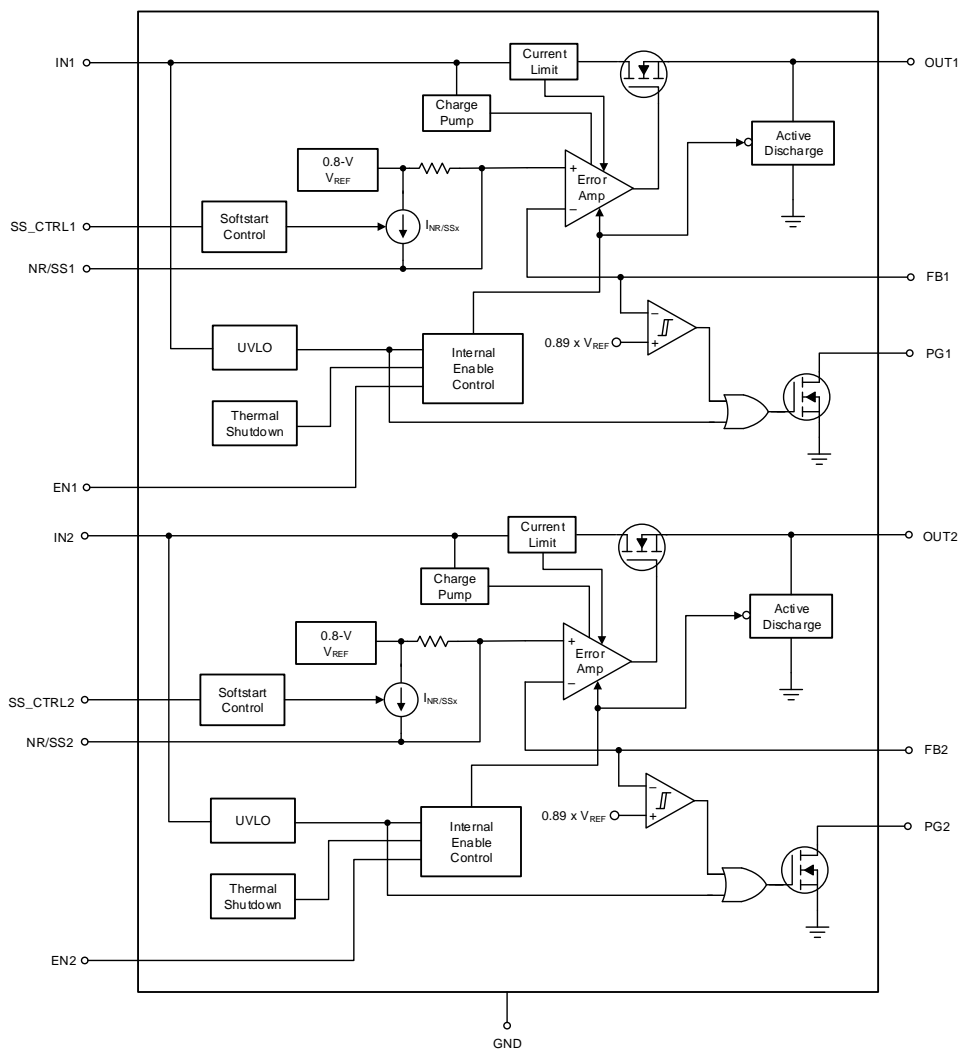 IN1
Current
Limit
OUT1
Charge
Pump
Active
Discharge
0.8-V
VREF
+
Error
Amp
−
SS_CTRL1
Softstart
Control
INR/SSx
NR/SS1
FB1
UVLO
Internal
Enable
Control
−
0.89 x VREF
+
PG1
Thermal
Shutdown
EN1
IN2
Current
Limit
OUT2
Charge
Pump
Active
Discharge
0.8-V
VREF
+
Error
Amp
−
SS_CTRL2
Softstart
Control
INR/SSx
NR/SS2
FB2
UVLO
Internal
Enable
Control
−
0.89 x VREF
+
PG2
Thermal
Shutdown
EN2
GND